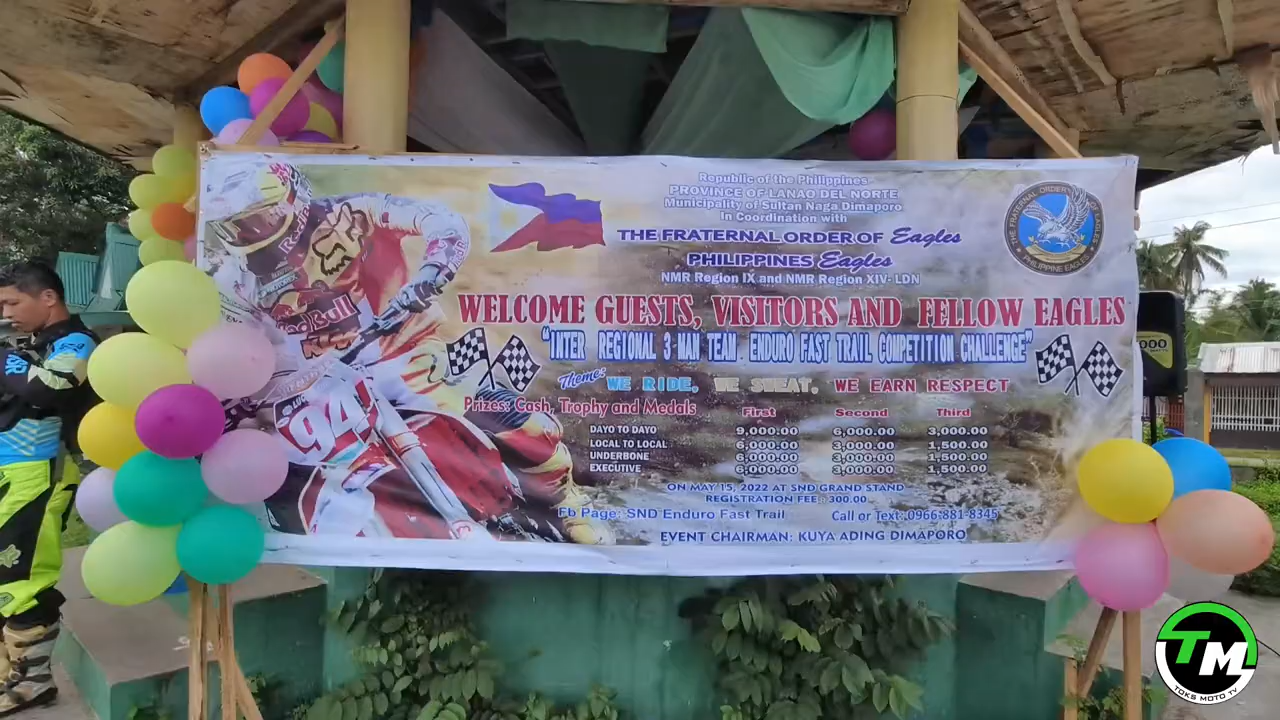 Republic of the Philippines
PROVINCE OF LANAO DEL NORTE
Municipality of Sultan Naga Dimaporo
In Coordination with
THE FRATERNAL ORDER OF Eagles
PHILIPPINES Eagles
NMR Region IX and NMR Region XIV- LDN
THE FRATERNAL ORDER OF EAGLES
PHILIPPINE EAGLES
WELCOME GUESTS, VISITORS AND FELLOW EAGLES
"INTER REGIONAL 3 MAN TEAM ENDURO FAST TRAIL COMPETITION CHALLENGE"
Theme: WE RIDE, WE SWEAT, WE EARN RESPECT
Prizes: Cash, Trophy and Medals First Second Third
DAYO TO DAYO 9,000.00 6,000.00 3,000.00
LOCAL TO LOCAL 6,000.00 3,000.00 1,500.00
UNDERBONE 6,000.00 3,000.00 1,500.00
EXECUTIVE 6,000.00 3,000.00 1,500.00
ON MAY 15, 2022 AT SND GRAND STAND
REGISTRATION FEE : 300.00
Fb Page: SND Enduro Fast Trail Call or Text: 0966-881-8345
EVENT CHAIRMAN: KUYA ADING DIMAPORO
Red Bull
KTM
94
TM
TOKS MOTO TV